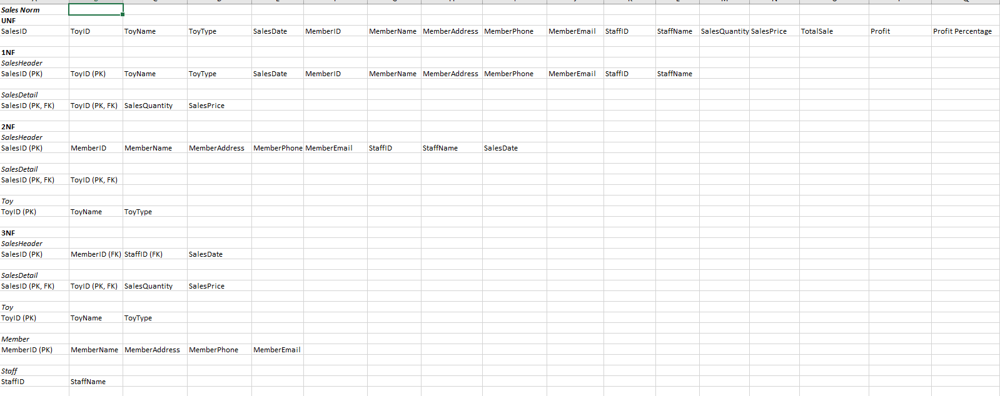 Sales Norm
UNF
SalesID ToyID ToyName ToyType SalesDate MemberID MemberName MemberAddress MemberPhone MemberEmail StaffID StaffName SalesQuantity SalesPrice TotalSale Profit Profit Percentage
1NF
SalesHeader
SalesID (PK) ToyID (PK) ToyName ToyType SalesDate MemberID MemberName MemberAddress MemberPhone MemberEmail StaffID StaffName
SalesDetail
SalesID (PK, FK) ToyID (PK, FK) SalesQuantity SalesPrice
2NF
SalesHeader
SalesID (PK) MemberID MemberName MemberAddress MemberPhone MemberEmail StaffID StaffName SalesDate
SalesDetail
SalesID (PK, FK) ToyID (PK, FK)
Toy
ToyID (PK) ToyName ToyType
3NF
SalesHeader
SalesID (PK) MemberID (FK) StaffID (FK) SalesDate
SalesDetail
SalesID (PK, FK) ToyID (PK, FK) SalesQuantity SalesPrice
Toy
ToyID (PK) ToyName ToyType
Member
MemberID (PK) MemberName MemberAddress MemberPhone MemberEmail
Staff
StaffID StaffName